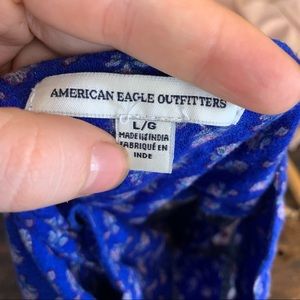 AMERICAN EAGLE OUTFITTERS
L/G
MADE IN INDIA
FABRIQUÉ EN
INDE